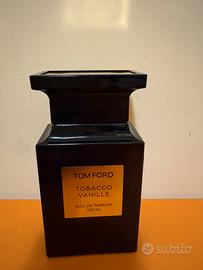 TOM FORD
TOBACCO
VANILLE
EAU DE PARFUM
100 ML
subito